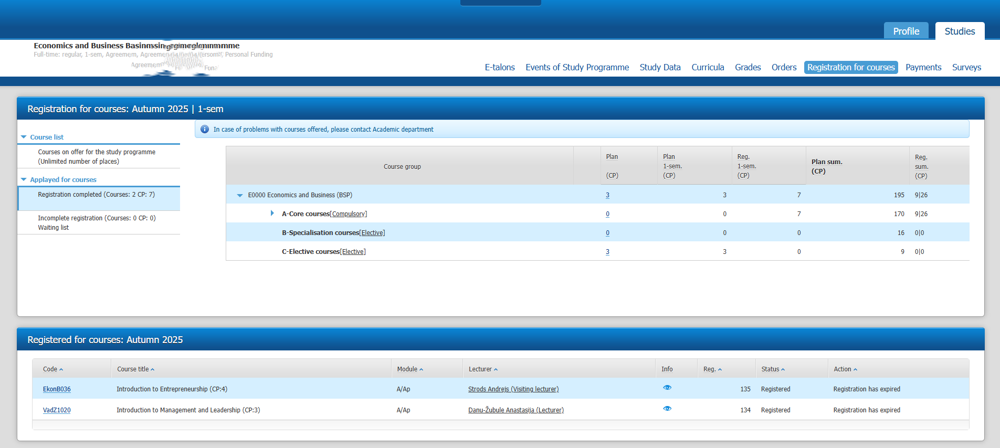 Profile
Studies
Economics and Business
Full-time: regular, 1-sem, Agreement, Personal Funding
E-talons
Events of Study Programme
Study Data
Curricula
Grades
Orders
Registration for courses
Payments
Surveys
Registration for courses: Autumn 2025 | 1-sem
Course list
Courses on offer for the study programme
(Unlimited number of places)
Applayed for courses
Registration completed (Courses: 2 CP: 7)
Incomplete registration (Courses: 0 CP: 0)
Waiting list
In case of problems with courses offered, please contact Academic department
Course group
Plan
(CP)
Plan
1-sem.
(CP)
Reg.
1-sem.
(CP)
Plan sum.
(CP)
Reg.
sum.
(CP)
E0000 Economics and Business (BSP) 3 3 7 195 9|26
A-Core courses[Compulsory] 0 0 7 170 9|26
B-Specialisation courses[Elective] 0 0 0 16 0|0
C-Elective courses[Elective] 3 3 0 9 0|0
Registered for courses: Autumn 2025
Code Course title Module Lecturer Info Reg. Status Action
EkonB036 Introduction to Entrepreneurship (CP:4) A/Ap Strods Andrejs (Visiting lecturer) 135 Registered Registration has expired
VadZ1020 Introduction to Management and Leadership (CP:3) A/Ap Danu-Žubule Anastasija (Lecturer) 134 Registered Registration has expired